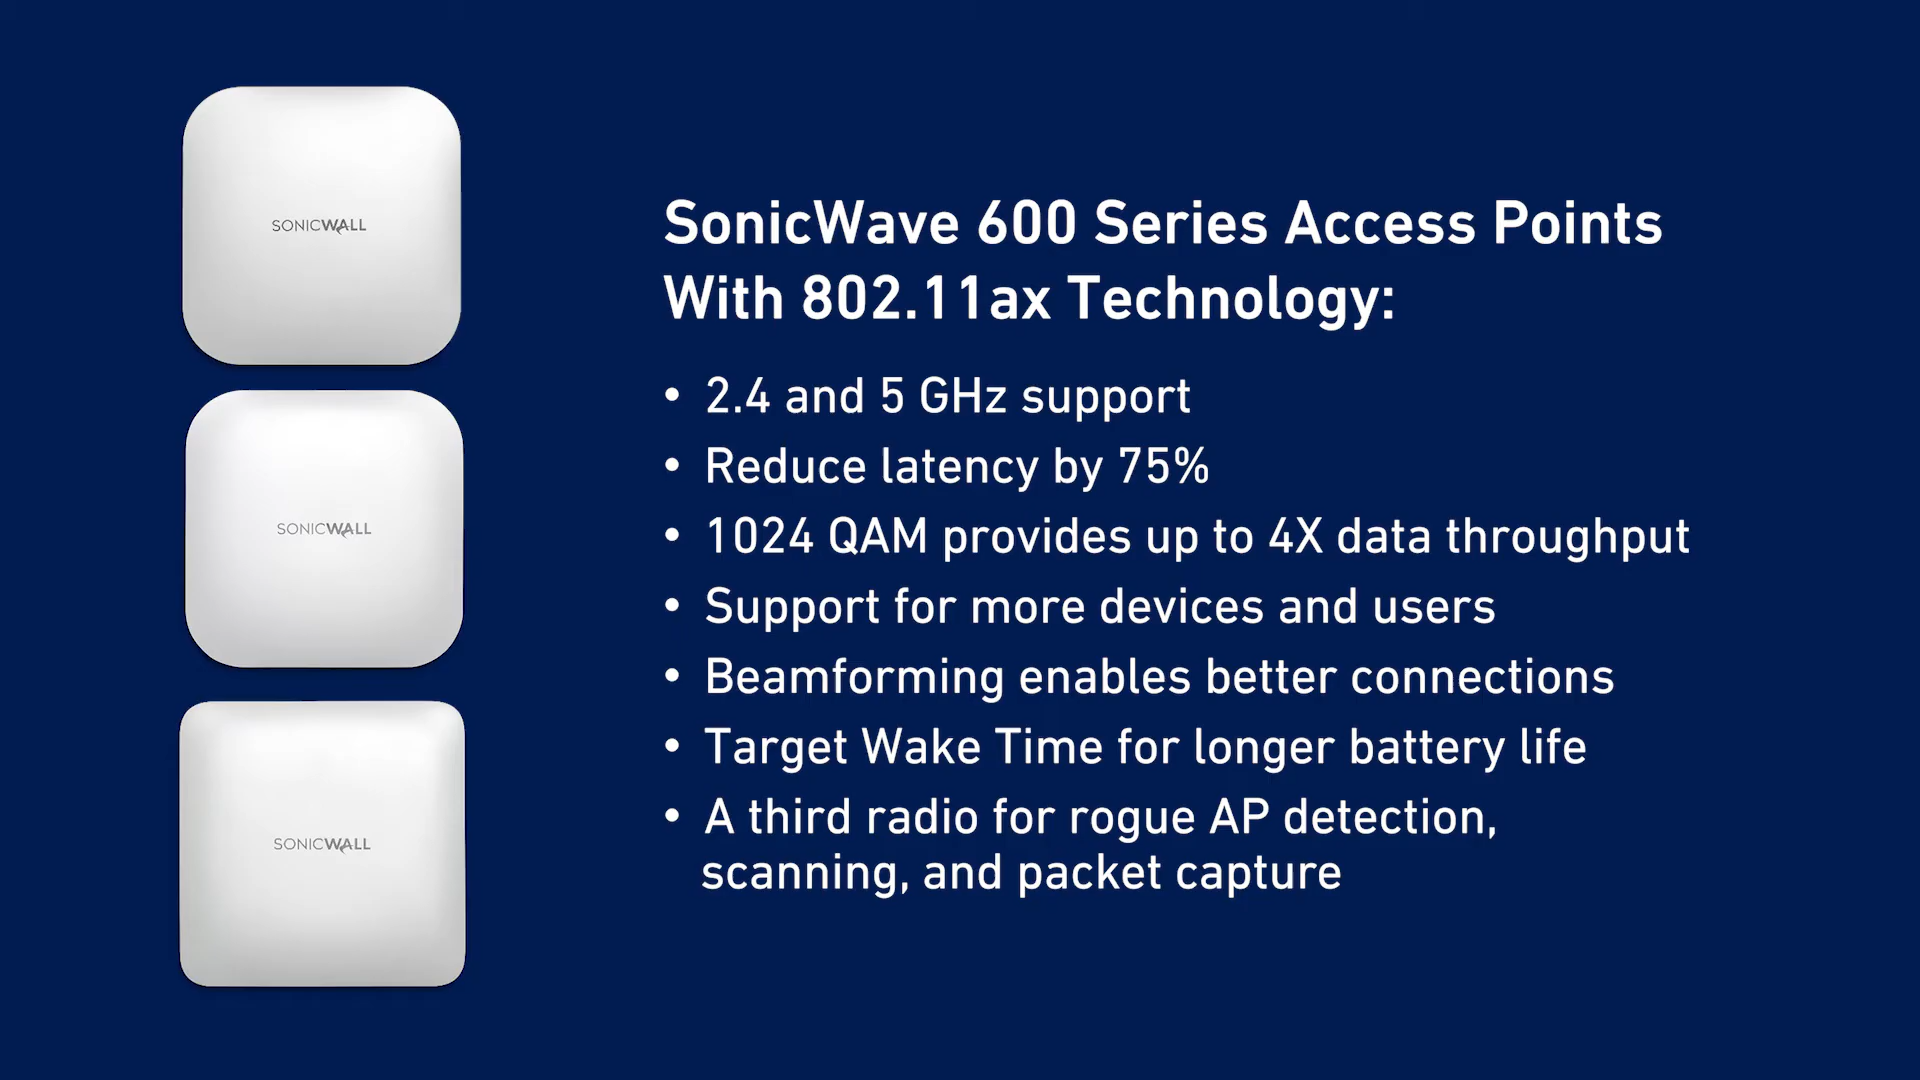 SONICWALL
SONICWALL
SONICWALL
SonicWave 600 Series Access Points
With 802.11ax Technology:
• 2.4 and 5 GHz support
• Reduce latency by 75%
• 1024 QAM provides up to 4X data throughput
• Support for more devices and users
• Beamforming enables better connections
• Target Wake Time for longer battery life
• A third radio for rogue AP detection,
scanning, and packet capture